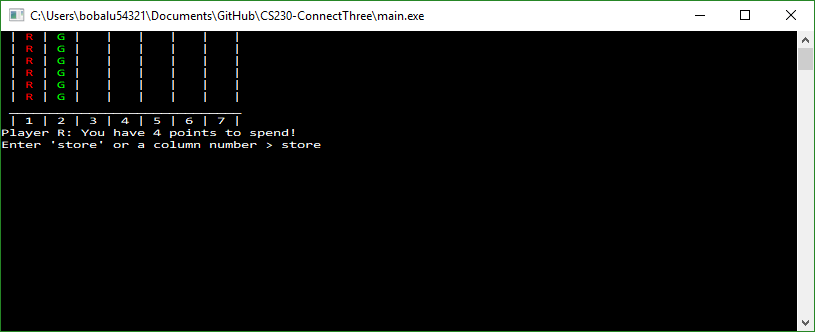 C:\Users\bobalu54321\Documents\GitHub\CS230-ConnectThree\main.exe
| R | G |   |   |   |   |   |
| R | G |   |   |   |   |   |
| R | G |   |   |   |   |   |
| R | G |   |   |   |   |   |
| R | G |   |   |   |   |   |
| R | G |   |   |   |   |   |
_____________________________
| 1 | 2 | 3 | 4 | 5 | 6 | 7 |
Player R: You have 4 points to spend!
Enter 'store' or a column number > store